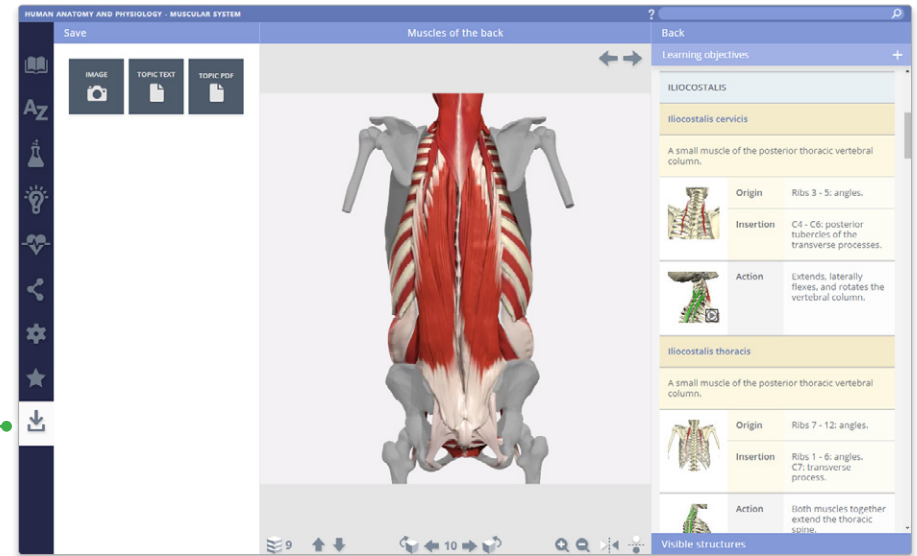 HUMAN ANATOMY AND PHYSIOLOGY - MUSCULAR SYSTEM
?
Save
Muscles of the back
Back
Learning objectives
+
IMAGE
TOPIC TEXT
TOPIC PDF
AZ
ILIOCOSTALIS
Iliocostalis cervicis
A small muscle of the posterior thoracic vertebral
column.
Origin
Ribs 3 - 5: angles.
Insertion
C4 - C6: posterior
tubercles of the
transverse processes.
Action
Extends, laterally
flexes, and rotates the
vertebral column.
Iliocostalis thoracis
A small muscle of the posterior thoracic vertebral
column.
Origin
Ribs 7 - 12: angles.
Insertion
Ribs 1 - 6: angles.
C7: transverse
process.
Action
Both muscles together
extend the thoracic
spine.
9
10
Visible structures